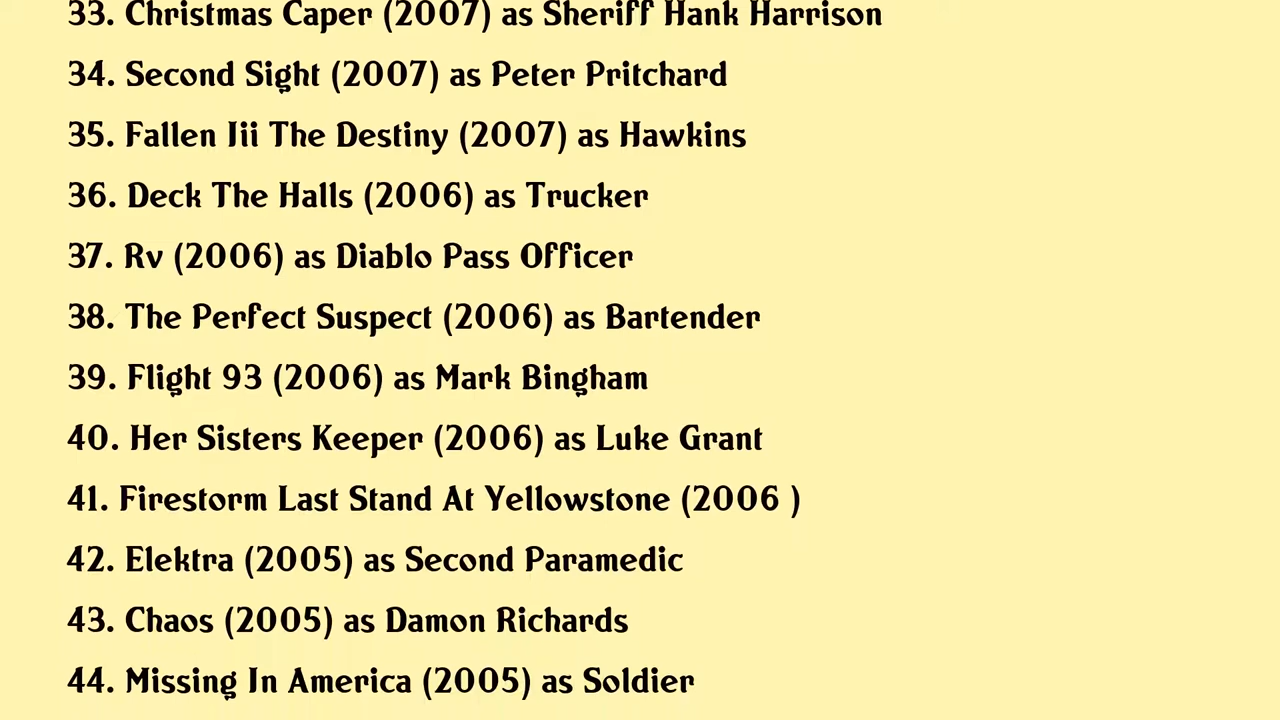 33. Christmas Caper (2007) as Sheriff Hank Harrison
34. Second Sight (2007) as Peter Pritchard
35. Fallen Iii The Destiny (2007) as Hawkins
36. Deck The Halls (2006) as Trucker
37. Rv (2006) as Diablo Pass Officer
38. The Perfect Suspect (2006) as Bartender
39. Flight 93 (2006) as Mark Bingham
40. Her Sisters Keeper (2006) as Luke Grant
41. Firestorm Last Stand At Yellowstone (2006 )
42. Elektra (2005) as Second Paramedic
43. Chaos (2005) as Damon Richards
44. Missing In America (2005) as Soldier